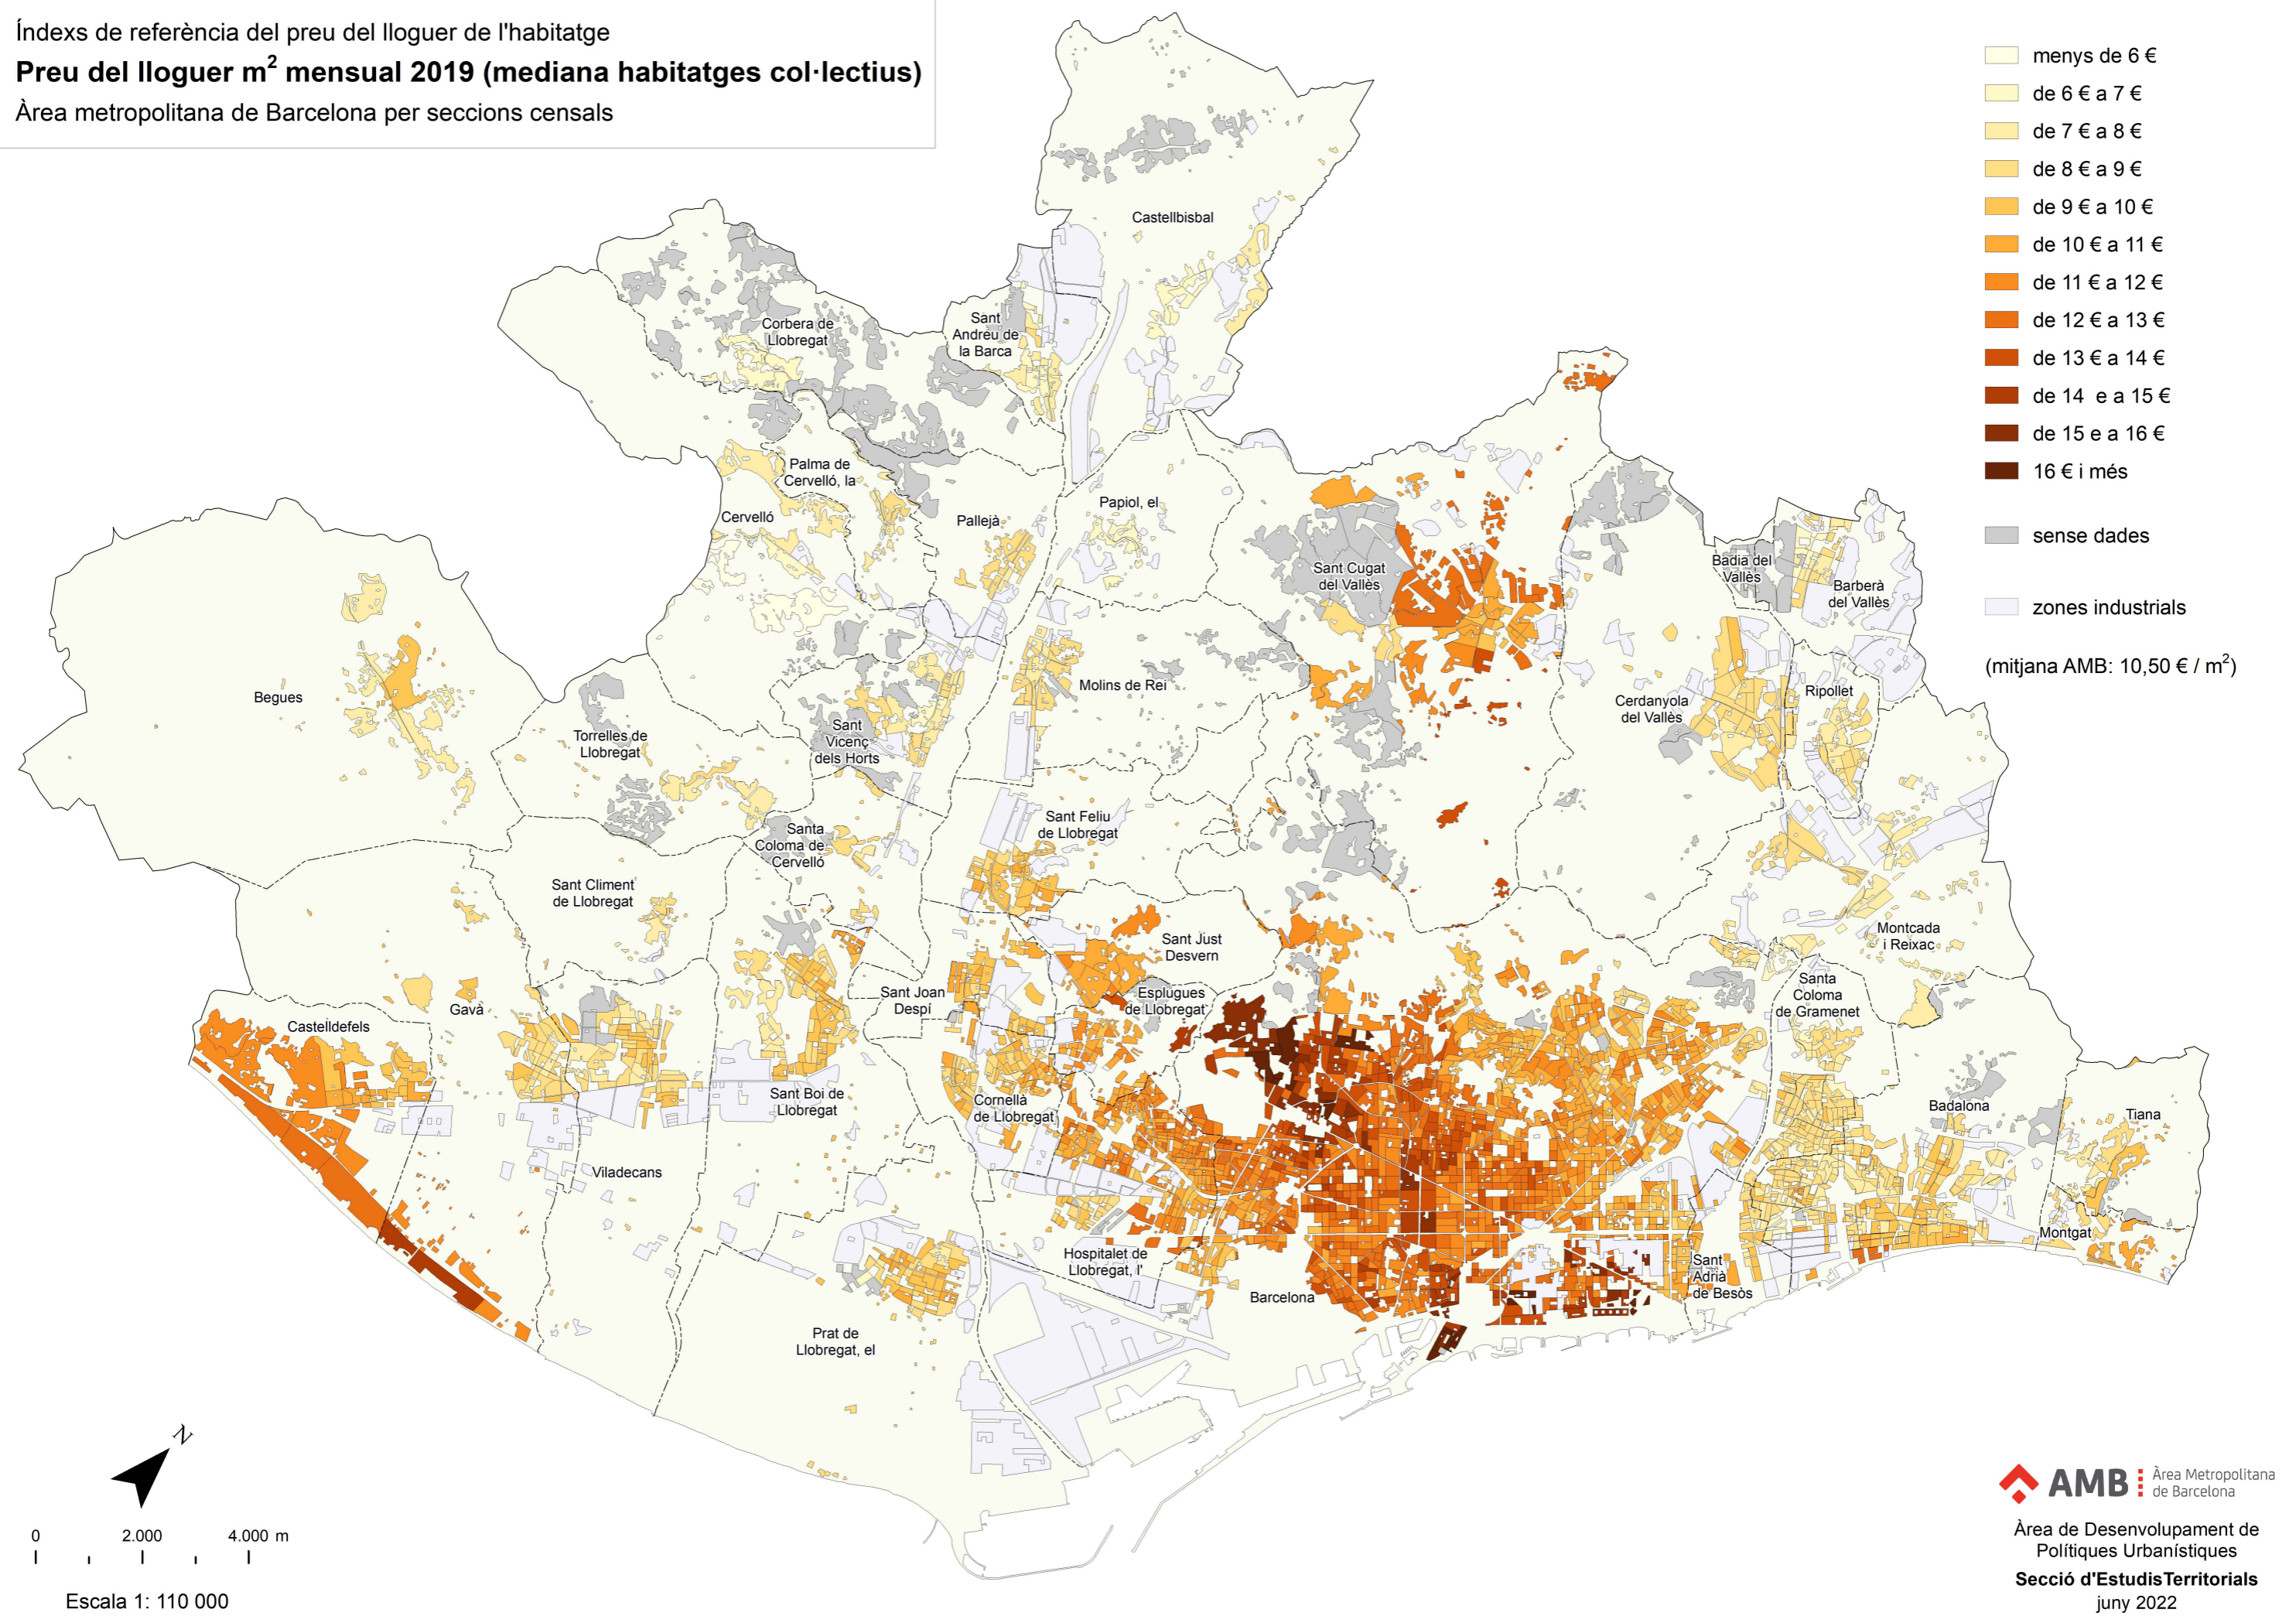 Índexs de referència del preu del lloguer de l'habitatge
Preu del lloguer m² mensual 2019 (mediana habitatges col·lectius)
Àrea metropolitana de Barcelona per seccions censals
menys de 6 €
de 6 € a 7 €
de 7 € a 8 €
de 8 € a 9 €
de 9 € a 10 €
de 10 € a 11 €
de 11 € a 12 €
de 12 € a 13 €
de 13 € a 14 €
de 14 e a 15 €
de 15 e a 16 €
16 € i més
sense dades
zones industrials
(mitjana AMB: 10,50 € / m²)
Castellbisbal
Corbera de
Llobregat
Sant
Andreu de
la Barca
Palma de
Cervelló, la
Cervelló
Pallejà
Papiol, el
Sant Cugat
del Vallès
Badia del
Vallès
Barberà
del Vallès
Begues
Torrelles de
Llobregat
Sant
Vicenç
dels Horts
Molins de Rei
Cerdanyola
del Vallès
Ripollet
Santa
Coloma de
Cervelló
Sant Feliu
de Llobregat
Sant Climent
de Llobregat
Sant Just
Desvern
Montcada
i Reixac
Castelldefels
Gavà
Sant Joan
Despí
Esplugues
de Llobregat
Santa
Coloma
de Gramenet
Sant Boi de
Llobregat
Cornellà
de Llobregat
Badalona
Tiana
Viladecans
Hospitalet de
Llobregat, l'
Barcelona
Sant
Adrià
de Besòs
Montgat
Prat de
Llobregat, el
N
0 2.000 4.000 m
Escala 1: 110 000
AMB Àrea Metropolitana
de Barcelona
Àrea de Desenvolupament de
Polítiques Urbanístiques
Secció d'EstudisTerritorials
juny 2022